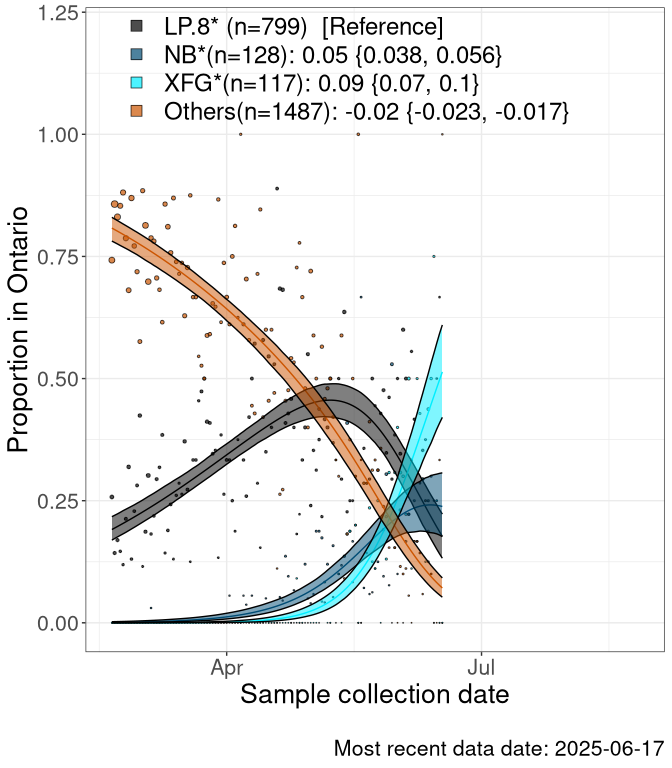 LP.8* (n=799)  [Reference]
NB*(n=128): 0.05 {0.038, 0.056}
XFG*(n=117): 0.09 {0.07, 0.1}
Others(n=1487): -0.02 {-0.023, -0.017}
1.25
1.00
0.75
0.50
0.25
0.00
Proportion in Ontario
Apr
Jul
Sample collection date
Most recent data date: 2025-06-17